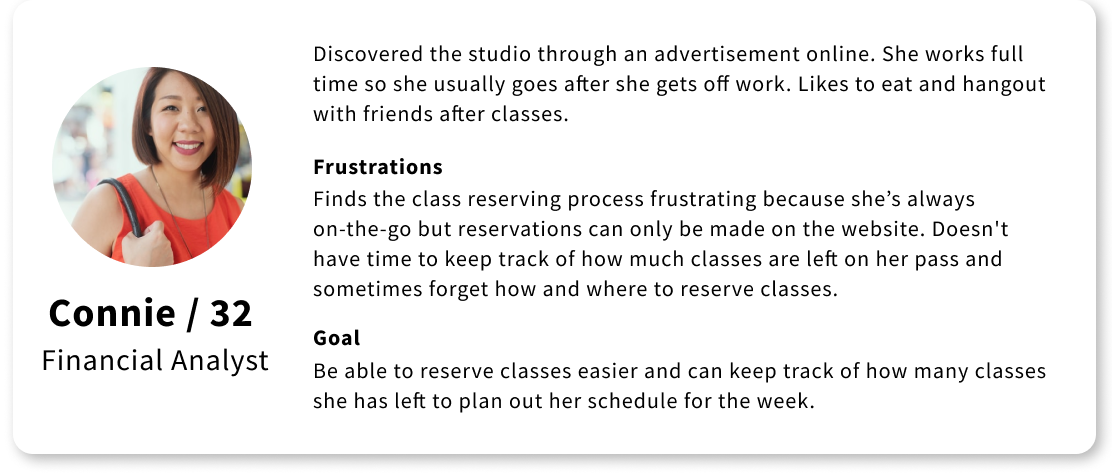 Discovered the studio through an advertisement online. She works full
time so she usually goes after she gets off work. Likes to eat and hangout
with friends after classes.
Frustrations
Finds the class reserving process frustrating because she’s always
on-the-go but reservations can only be made on the website. Doesn't
have time to keep track of how much classes are left on her pass and
sometimes forget how and where to reserve classes.
Goal
Be able to reserve classes easier and can keep track of how many classes
she has left to plan out her schedule for the week.
Connie / 32
Financial Analyst